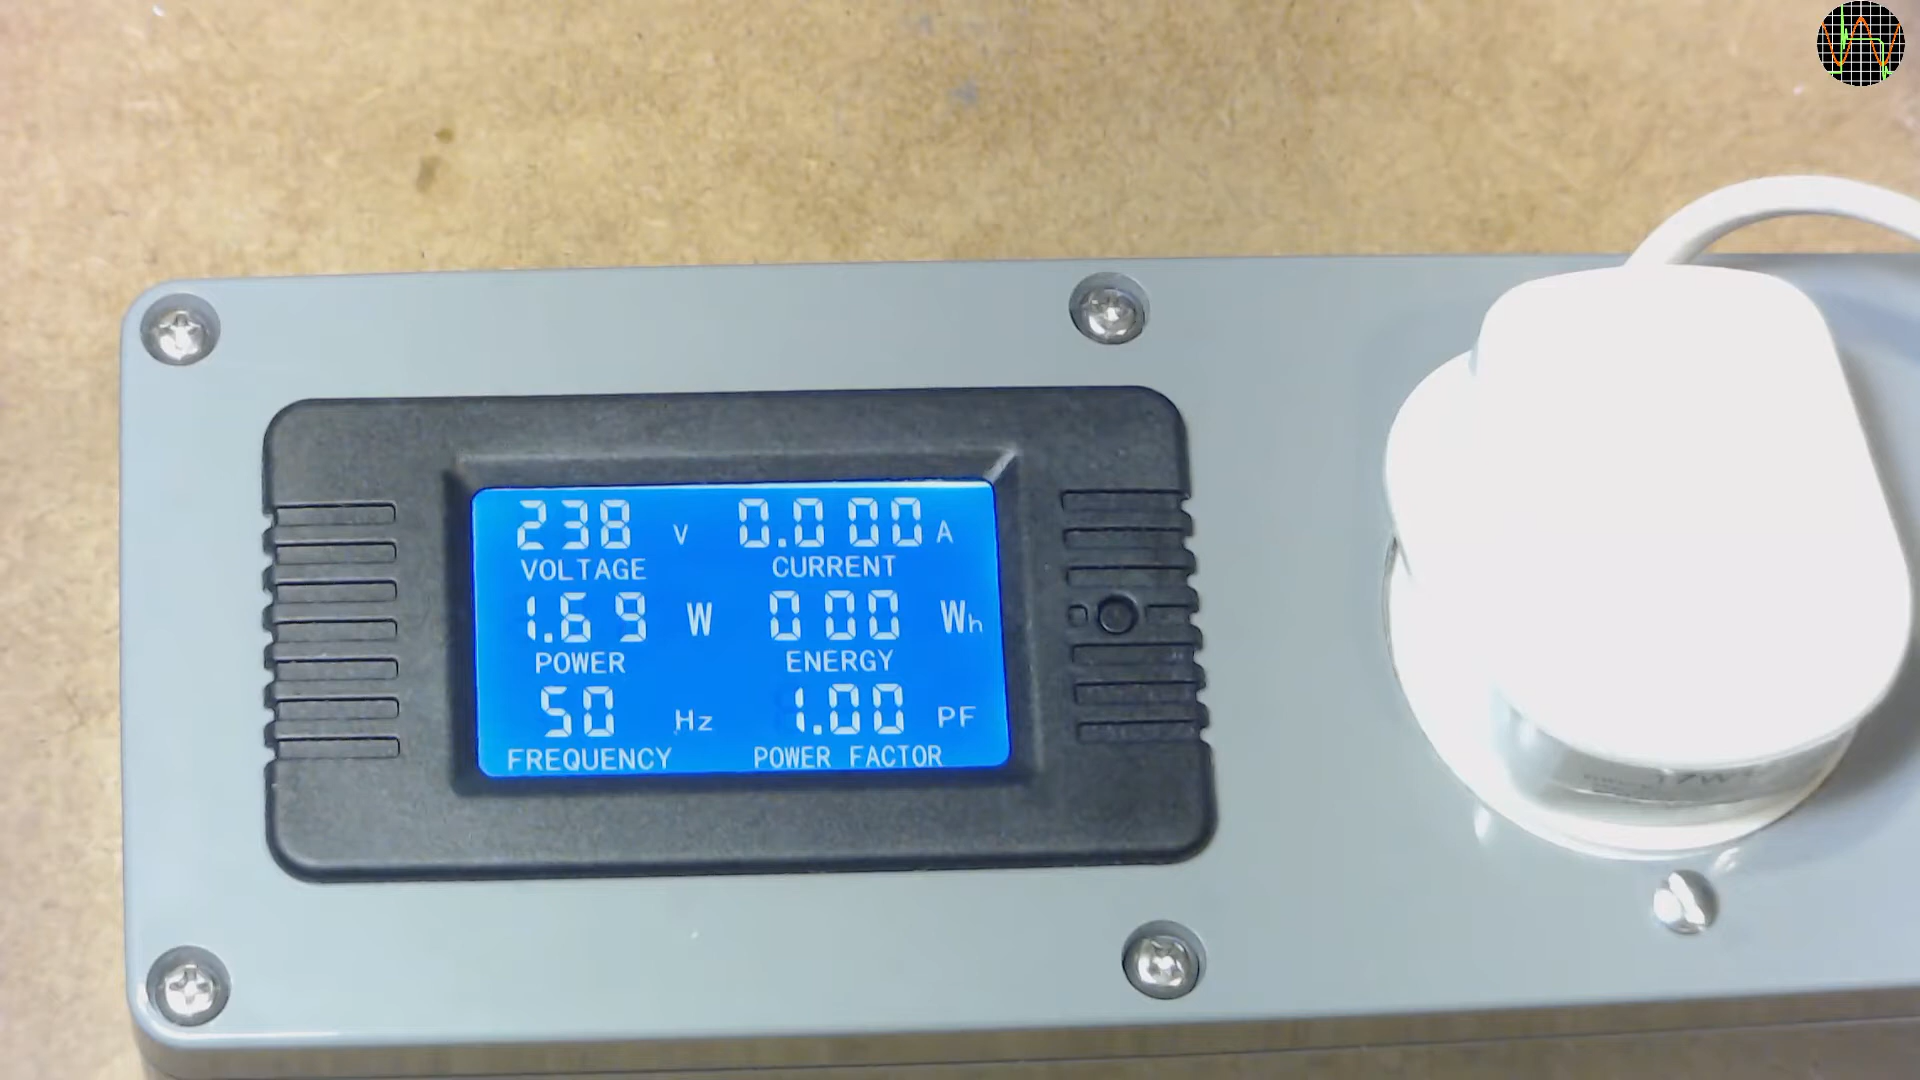 238 V 0.000 A
VOLTAGE CURRENT
1.69 W 000 Wh
POWER ENERGY
50 Hz 1.00 PF
FREQUENCY POWER FACTOR